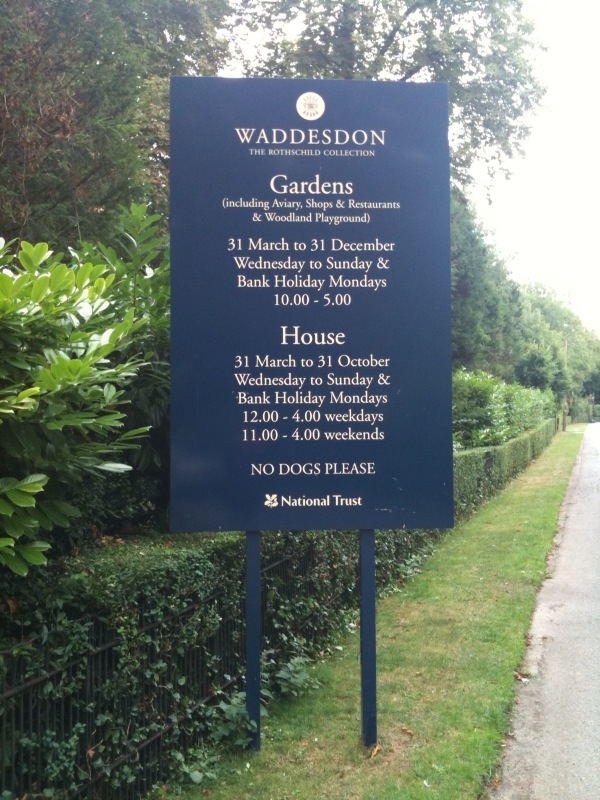 WADDESDON
THE ROTHSCHILD COLLECTION
Gardens
(including Aviary, Shops & Restaurants
& Woodland Playground)
31 March to 31 December
Wednesday to Sunday &
Bank Holiday Mondays
10.00 - 5.00
House
31 March to 31 October
Wednesday to Sunday &
Bank Holiday Mondays
12.00 - 4.00 weekdays
11.00 - 4.00 weekends
NO DOGS PLEASE
National Trust